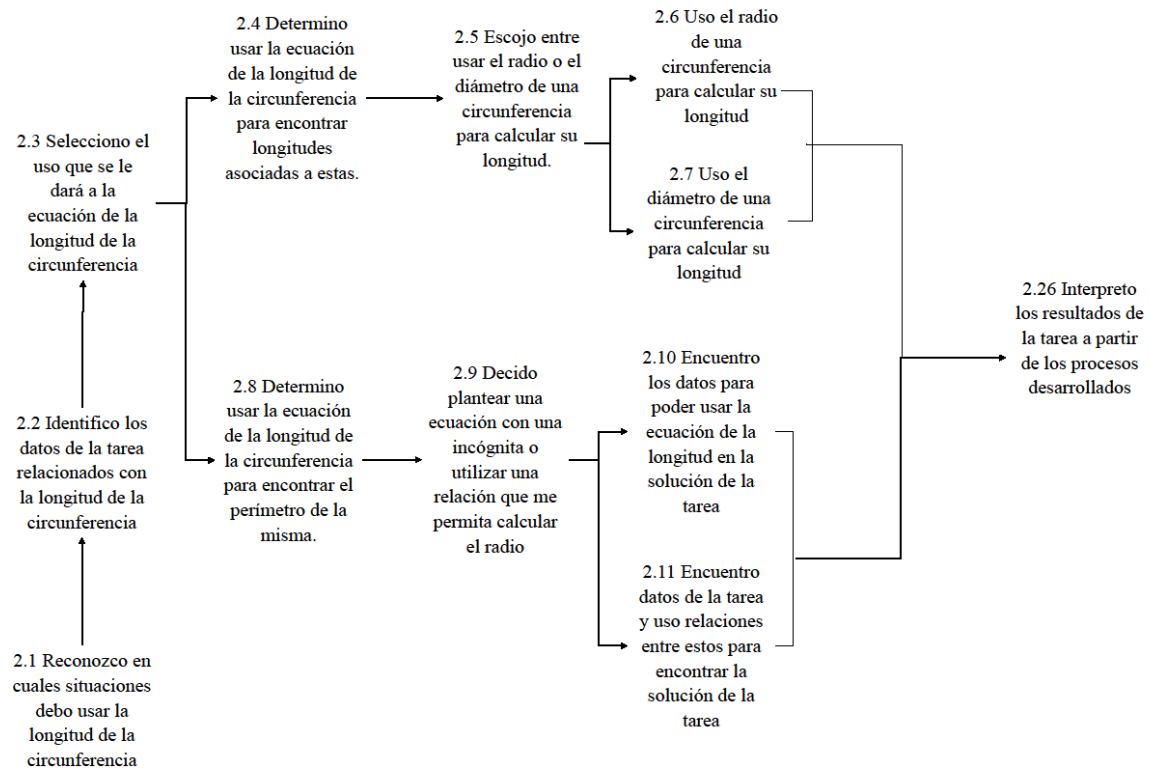 2.4 Determino
usar la ecuación
de la longitud de
la circunferencia
para encontrar
longitudes
asociadas a estas.
2.5 Escojo entre
usar el radio o el
diámetro de una
circunferencia
para calcular su
longitud.
2.6 Uso el radio
de una
circunferencia
para calcular su
longitud
2.3 Selecciono el
uso que se le
dará a la
ecuación de la
longitud de la
circunferencia
2.7 Uso el
diámetro de una
circunferencia
para calcular su
longitud
2.26 Interpreto
los resultados de
la tarea a partir
de los procesos
desarrollados
2.2 Identifico los
datos de la tarea
relacionados con
la longitud de la
circunferencia
2.8 Determino
usar la ecuación
de la longitud de
la circunferencia
para encontrar el
perímetro de la
misma.
2.9 Decido
plantear una
ecuación con una
incógnita o
utilizar una
relación que me
permita calcular
el radio
2.10 Encuentro
los datos para
poder usar la
ecuación de la
longitud en la
solución de la
tarea
2.11 Encuentro
datos de la tarea
y uso relaciones
entre estos para
encontrar la
solución de la
tarea
2.1 Reconozco en
cuales situaciones
debo usar la
longitud de la
circunferencia